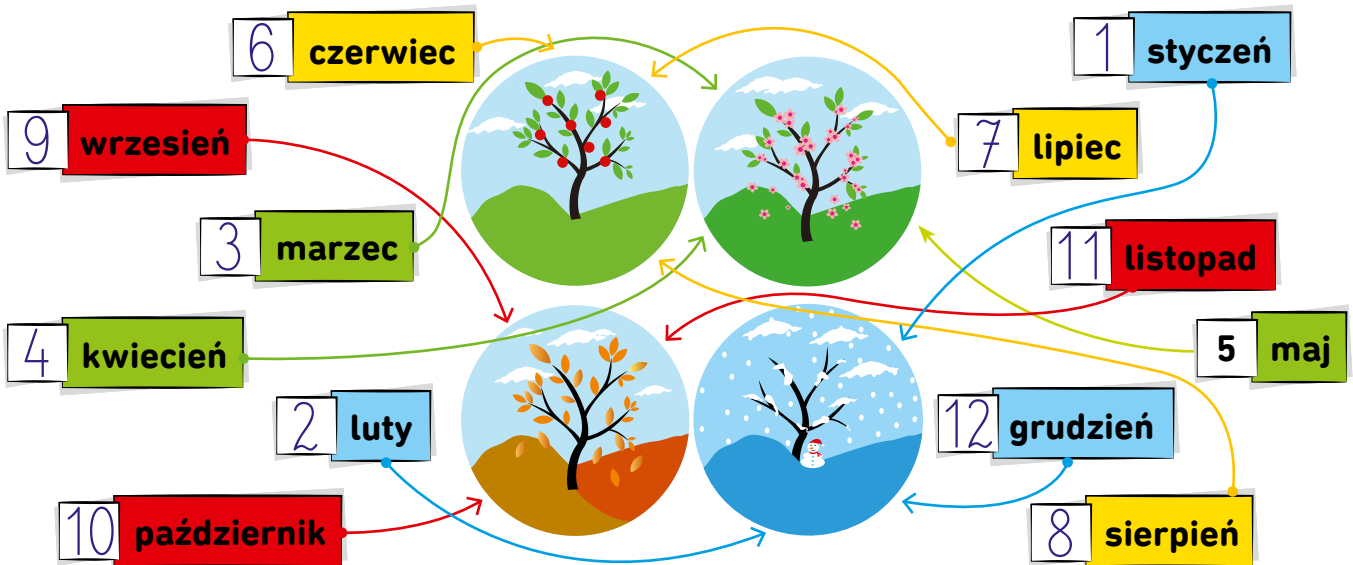 6 czerwiec
1 styczeń
9 wrzesień
7 lipiec
3 marzec
11 listopad
4 kwiecień
5 maj
2 luty
12 grudzień
10 październik
8 sierpień